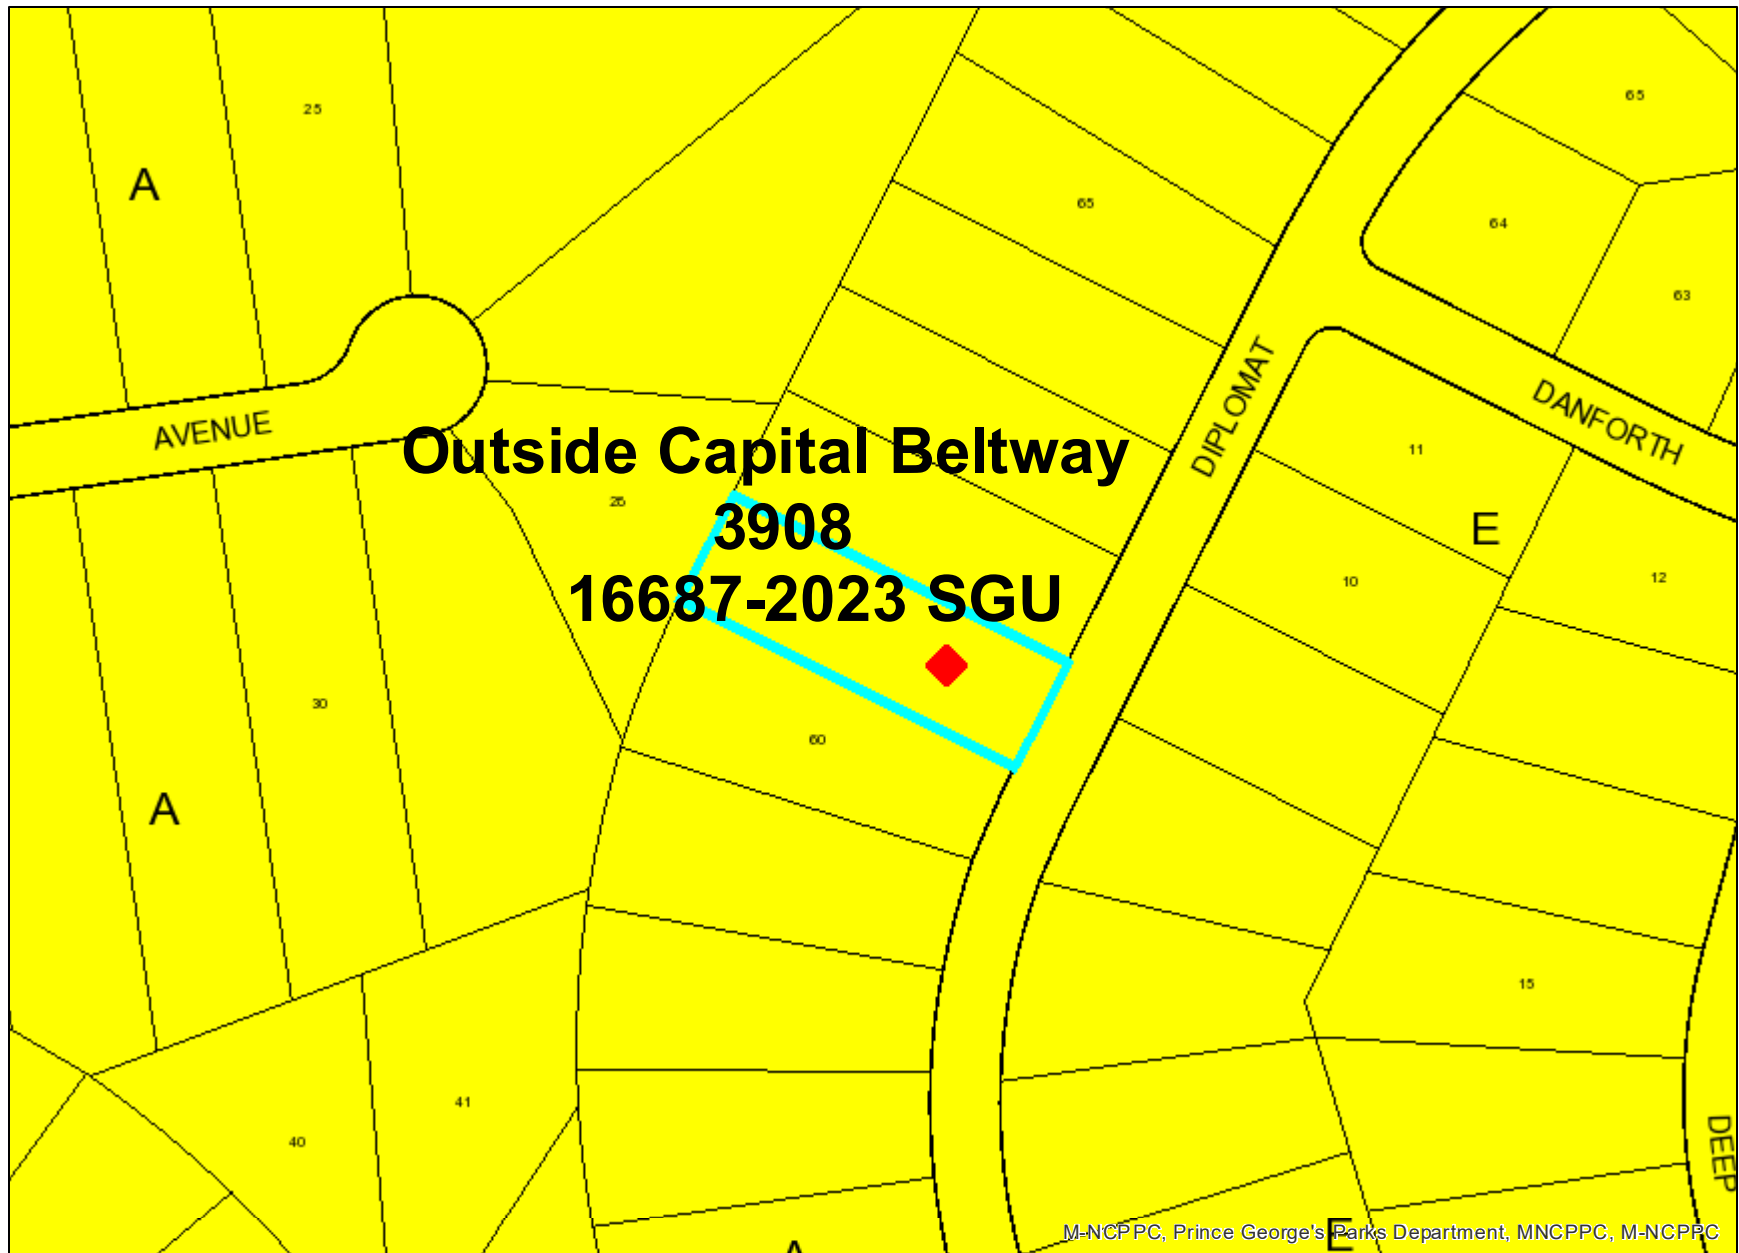 25
65
A
65
64
63
DIPLOMAT
DANFORTH
AVENUE
Outside Capital Beltway
11
26
3908
E
16687-2023 SGU
10
12
30
60
A
15
41
40
DEEP
A
E
M-NCPPC, Prince George's Parks Department, MNCPPC, M-NCPPC